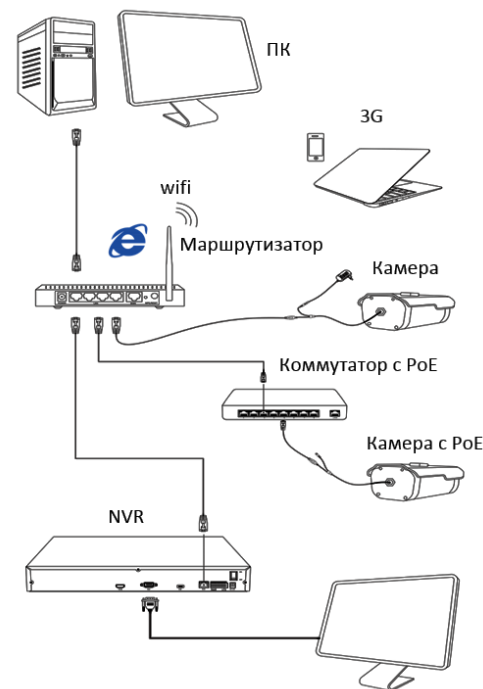 ПК
3G
wifi
Маршрутизатор
Камера
Коммутатор с PoE
Камера с PoE
NVR